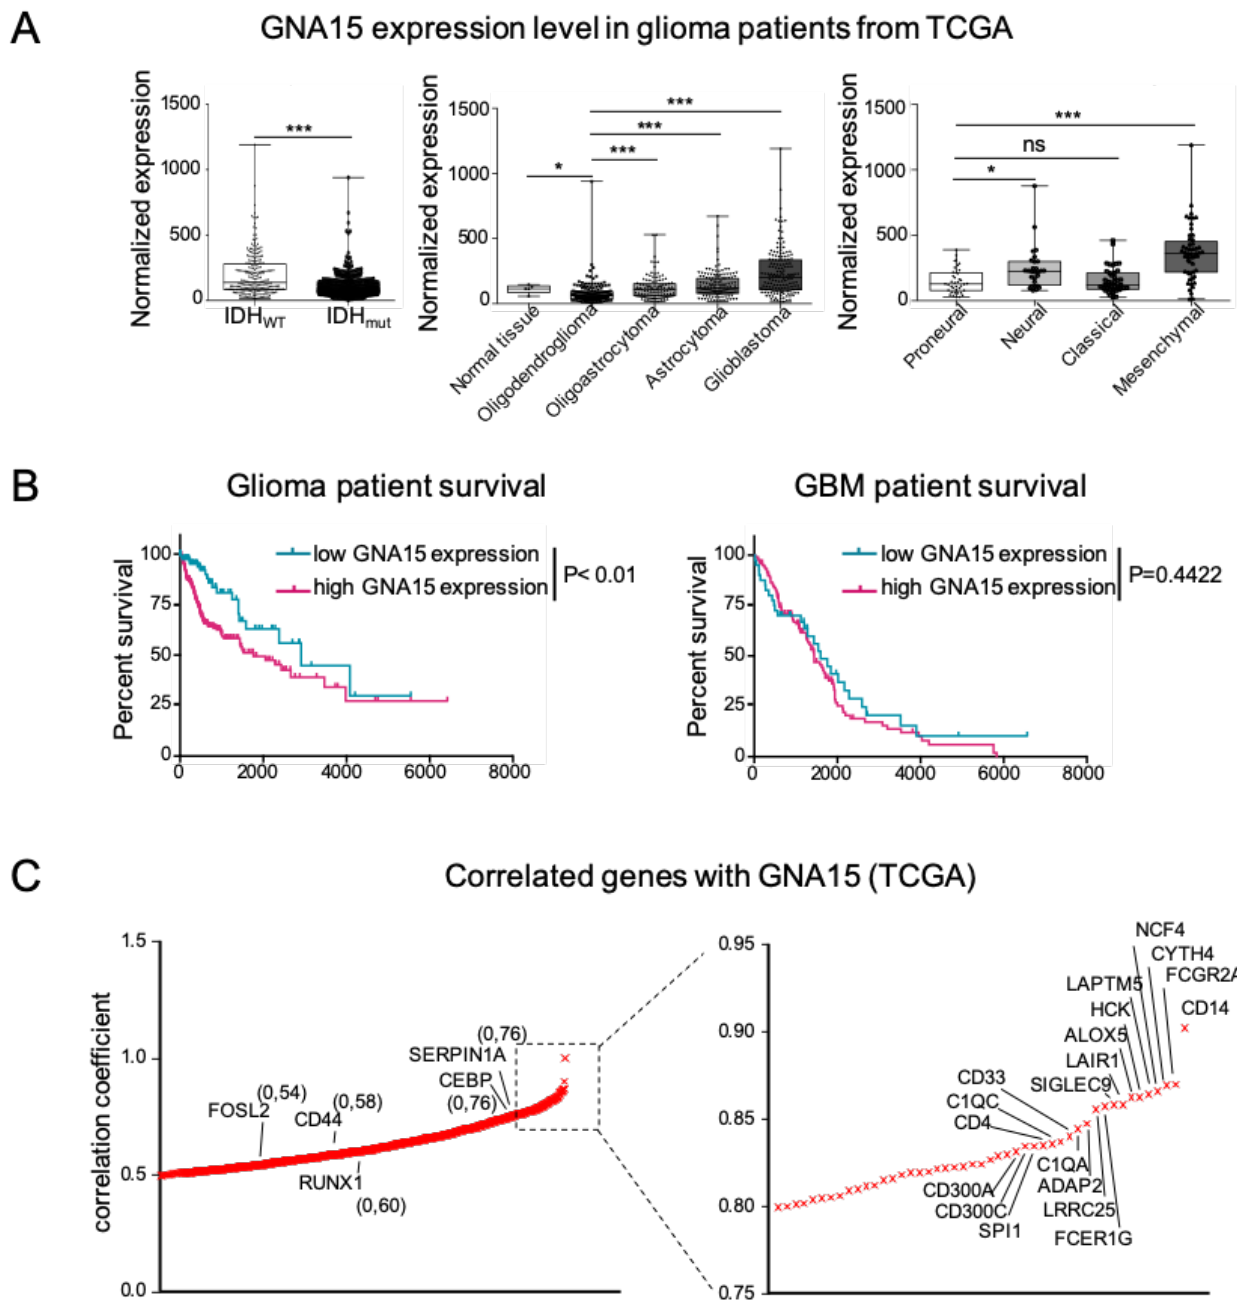 A
GNA15 expression level in glioma patients from TCGA
Normalized expression
1500
1000
500
0
***
IDHWT
IDHmut
Normalized expression
1500
1000
500
0
***
***
***
*
Normal tissue
Oligodendroglioma
Oligoastrocytoma
Astrocytoma
Glioblastoma
Normalized expression
1500
1000
500
0
***
ns
*
Proneural
Neural
Classical
Mesenchymal
B
Glioma patient survival
Percent survival
100
75
50
25
0
low GNA15 expression
high GNA15 expression
P< 0.01
0
2000
4000
6000
8000
GBM patient survival
Percent survival
100
75
50
25
0
low GNA15 expression
high GNA15 expression
P=0.4422
0
2000
4000
6000
8000
C
Correlated genes with GNA15 (TCGA)
correlation coefficient
1.5
1.0
0.5
0.0
(0,54)
FOSL2
(0,58)
CD44
RUNX1
(0,60)
(0,76)
SERPIN1A
CEBP
(0,76)
0.95
0.90
0.85
0.80
0.75
NCF4
CYTH4
FCGR2A
LAPTM5
HCK
CD14
ALOX5
LAIR1
SIGLEC9
CD33
C1QC
CD4
C1QA
ADAP2
LRRC25
FCER1G
CD300A
CD300C
SPI1